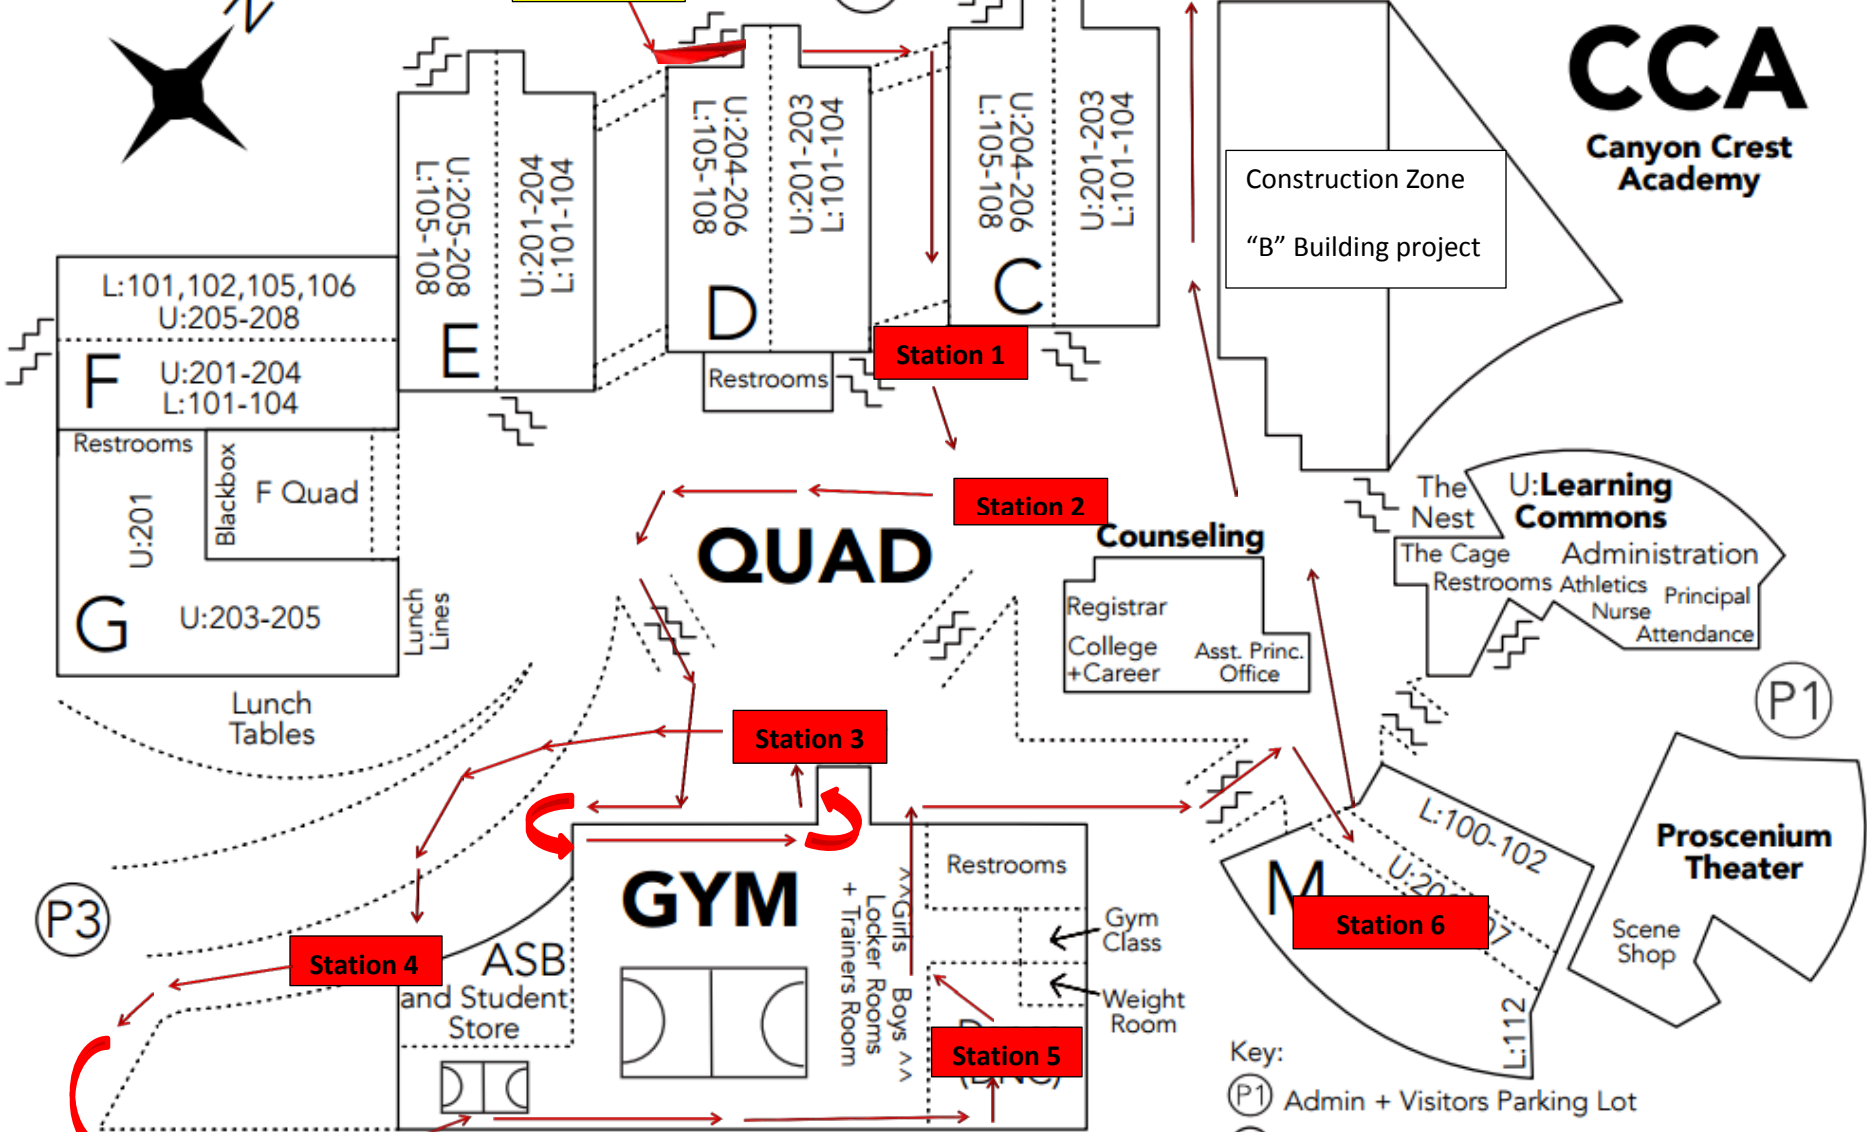 N
CCA
Canyon Crest
Academy
U:205-208
L:105-108
U:201-204
L:101-104
E
U:204-206
L:105-108
U:201-203
L:101-104
D
Restrooms
U:204-206
L:105-108
U:201-203
L:101-104
C
Construction Zone
“B” Building project
L:101,102,105,106
U:205-208
F
U:201-204
L:101-104
Restrooms
Blackbox
F Quad
U:201
G
U:203-205
Lunch
Lines
Lunch
Tables
Station 1
Station 2
QUAD
Counseling
Registrar
College
+Career
Asst. Princ.
Office
The
Nest
U:Learning
Commons
The Cage
Administration
Restrooms
Athletics
Nurse
Principal
Attendance
P1
Station 3
P3
Station 4
ASB
and Student
Store
GYM
^^Girls Boys ^^
Locker Rooms
+ Trainers Room
Restrooms
Gym
Class
Weight
Room
Station 5
L:100-102
M
Station 6
L:112
Proscenium
Theater
Scene
Shop
Key:
P1 Admin + Visitors Parking Lot